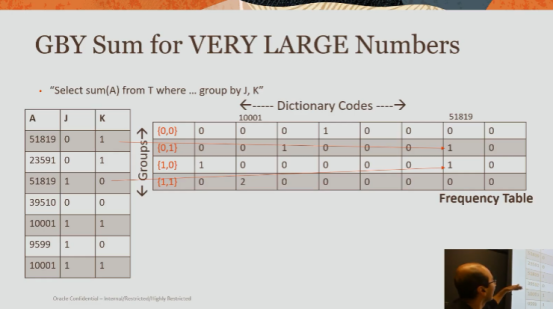 GBY Sum for VERY LARGE Numbers
• "Select sum(A) from T where ... group by J, K"
←----- Dictionary Codes ----→
10001 51819
A J K
51819 0 1
23591 0 1
51819 1 0
39510 0 0
10001 1 1
9599 1 0
10001 1 1
←Groups→
{0,0} 0 0 0 1 0 0 0 0
{0,1} 0 0 1 0 0 0 1 0
{1,0} 1 0 0 0 0 0 1 0
{1,1} 0 2 0 0 0 0 0 0
Frequency Table
Oracle Confidential – Internal/Restricted/Highly Restricted